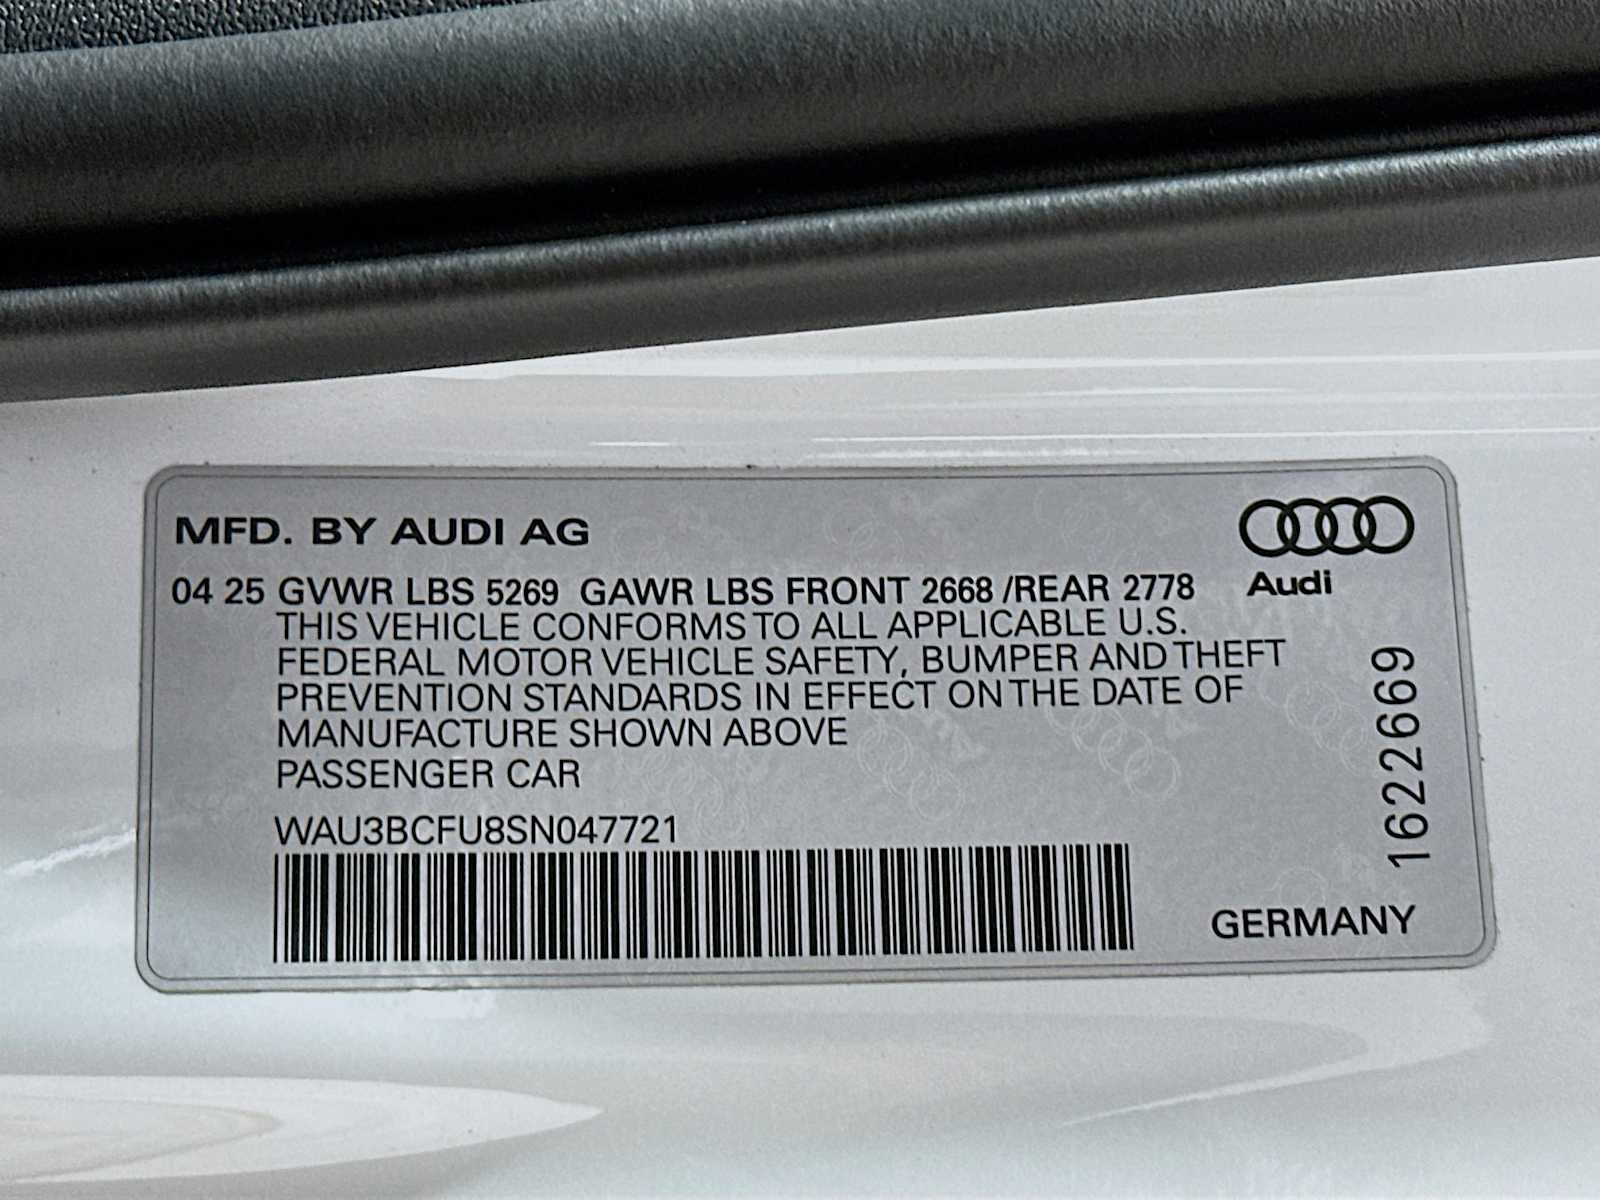 MFD. BY AUDI AG
Audi
04 25 GVWR LBS 5269 GAWR LBS FRONT 2668 /REAR 2778
THIS VEHICLE CONFORMS TO ALL APPLICABLE U.S.
FEDERAL MOTOR VEHICLE SAFETY, BUMPER AND THEFT
PREVENTION STANDARDS IN EFFECT ON THE DATE OF
MANUFACTURE SHOWN ABOVE
PASSENGER CAR
WAU3BCFU8SN047721
1622669
GERMANY